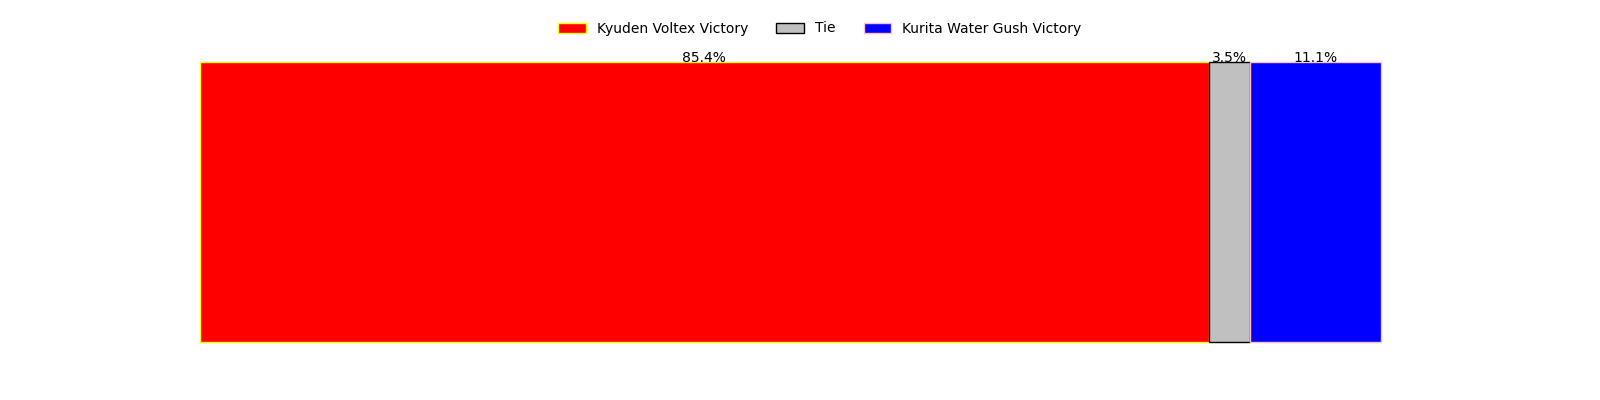 Kyuden Voltex Victory Tie Kurita Water Gush Victory
85.4% 3.5% 11.1%